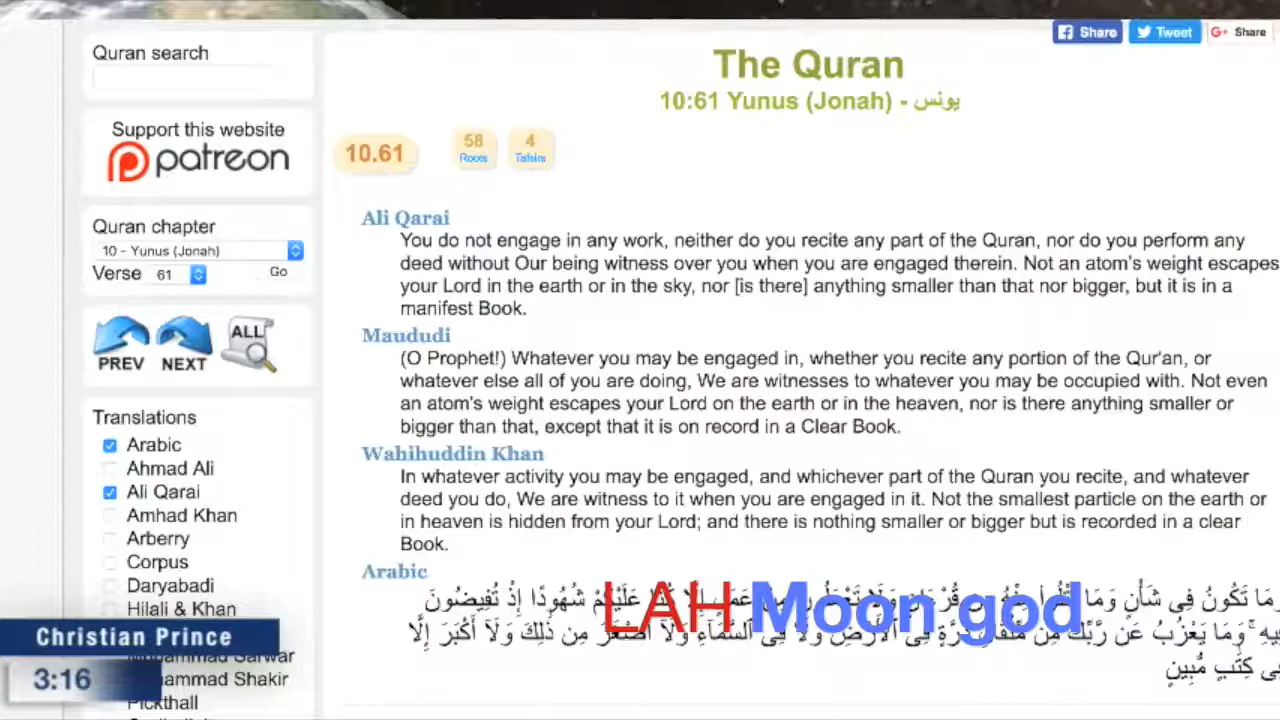 Share
Tweet
G+ Share
Quran search
Support this website
patreon
Quran chapter
10 - Yunus (Jonah)
Verse 61 Go
PREV NEXT ALL
Translations
Arabic
Ahmad Ali
Ali Qarai
Amhad Khan
Arberry
Corpus
Daryabadi
Hilali & Khan
Sarwar
Shakir
Pickthall
The Quran
10:61 Yunus (Jonah) - يونس
10.61
58 Roots
4 Tafsirs
Ali Qarai
You do not engage in any work, neither do you recite any part of the Quran, nor do you perform any
deed without Our being witness over you when you are engaged therein. Not an atom's weight escapes
your Lord in the earth or in the sky, nor [is there] anything smaller than that nor bigger, but it is in a
manifest Book.
Maududi
(O Prophet!) Whatever you may be engaged in, whether you recite any portion of the Qur'an, or
whatever else all of you are doing, We are witnesses to whatever you may be occupied with. Not even
an atom's weight escapes your Lord on the earth or in the heaven, nor is there anything smaller or
bigger than that, except that it is on record in a Clear Book.
Wahihuddin Khan
In whatever activity you may be engaged, and whichever part of the Quran you recite, and whatever
deed you do, We are witness to it when you are engaged in it. Not the smallest particle on the earth or
in heaven is hidden from your Lord; and there is nothing smaller or bigger but is recorded in a clear
Book.
Arabic
تَكُونُ فِى شَأْنٍ وَمَا عَلَيْكُمْ شُهُودًا إِذْ تُفِيضُونَ
وَمَا يَعْزُبُ عَن رَّبِّكَ مِن ٱلسَّمَآءِ وَلَآ أَصْغَرَ مِن ذَٰلِكَ وَلَآ أَكْبَرَ إِلَّا
كِتَٰبٍ مُّبِينٍ
LAH Moon god
Christian Prince
3:16